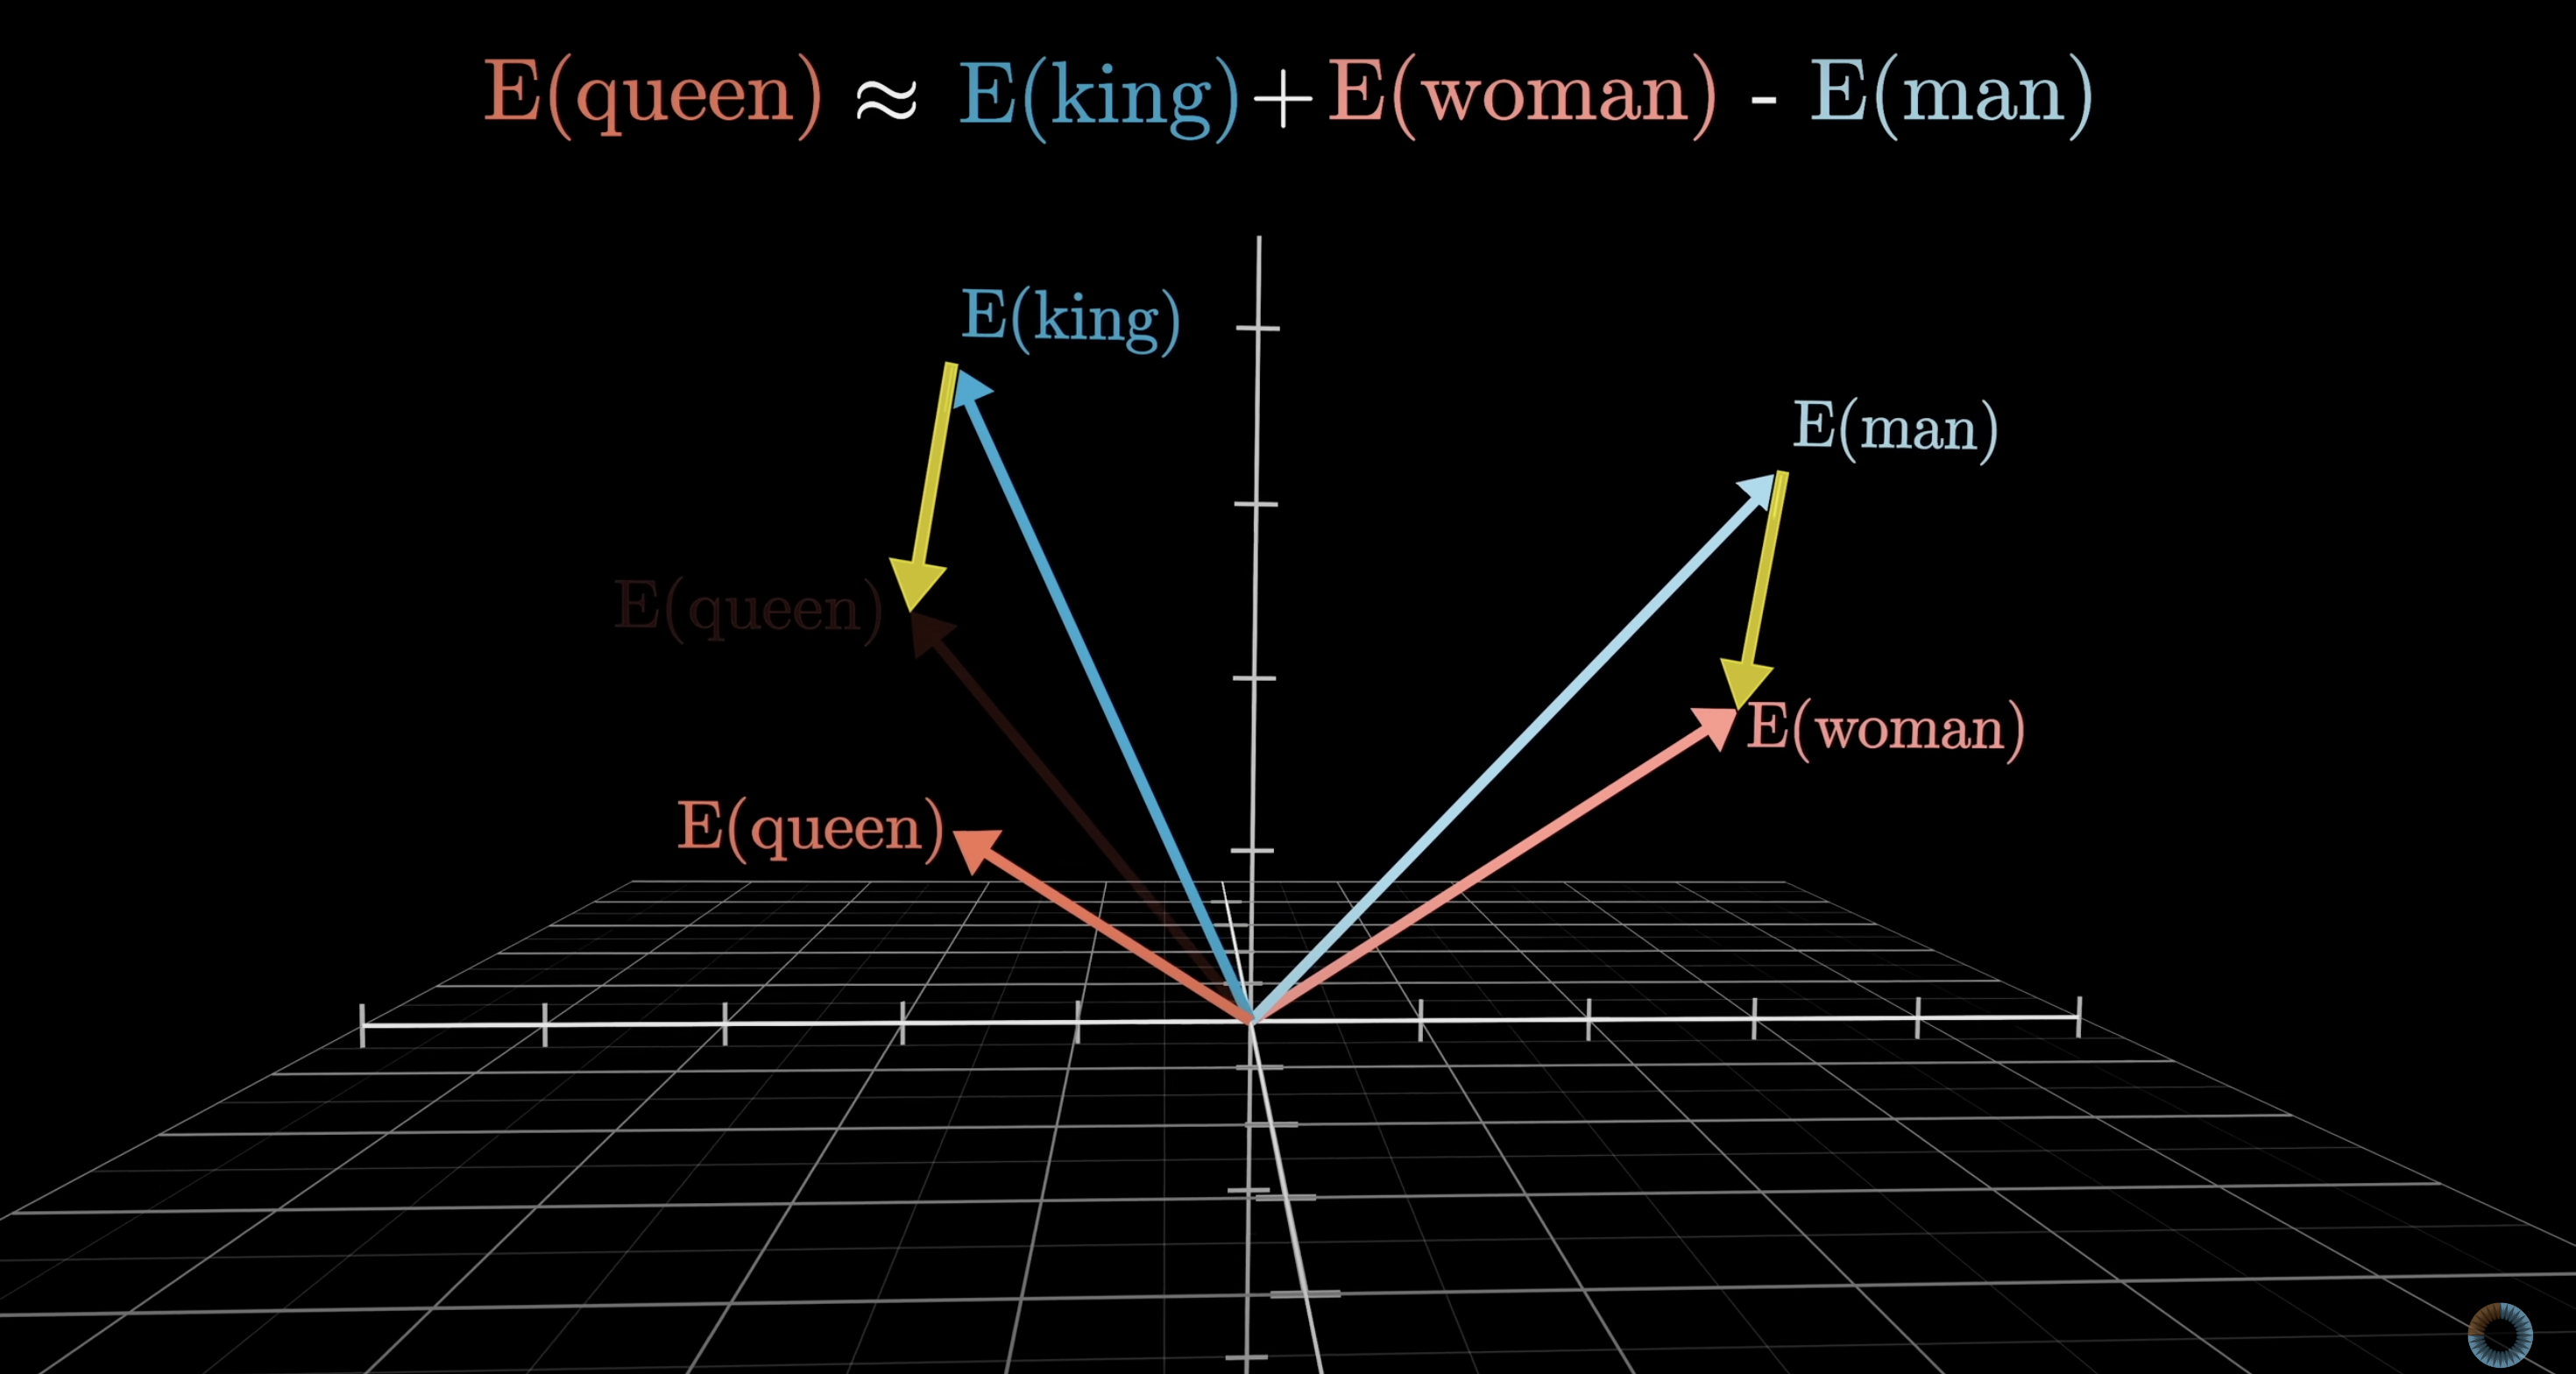 E(queen) ≈ E(king)+E(woman) - E(man)
E(king)
E(man)
E(queen)
E(woman)
E(queen)